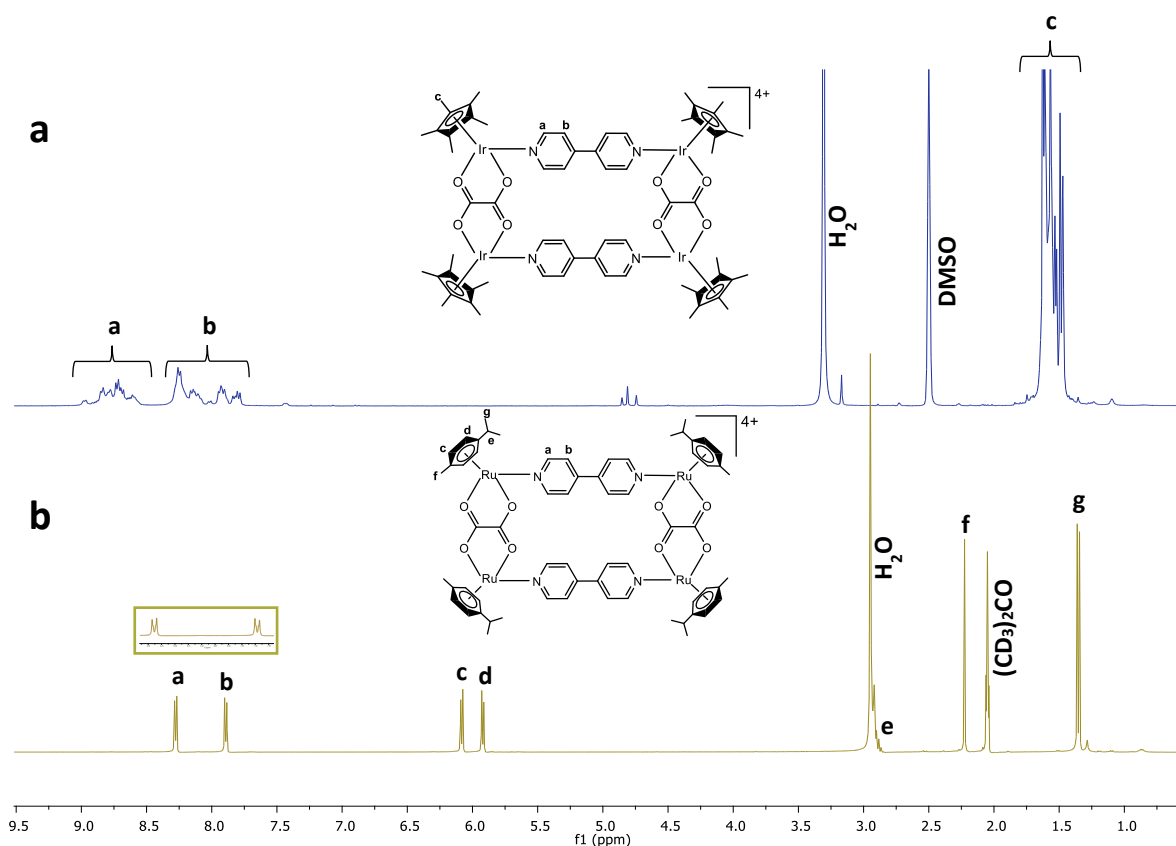 c
a
c
4+
a b
Ir N N Ir
O O O O
O O O O
Ir N N Ir
H2O
DMSO
a
b
g
d
c
e
f
4+
a b
Ru N N Ru
O O O O
O O O O
Ru N N Ru
b
H2O
f
(CD3)2CO
g
a
b
c
d
e
9.5 9.0 8.5 8.0 7.5 7.0 6.5 6.0 5.5 5.0 4.5 4.0 3.5 3.0 2.5 2.0 1.5 1.0
f1 (ppm)